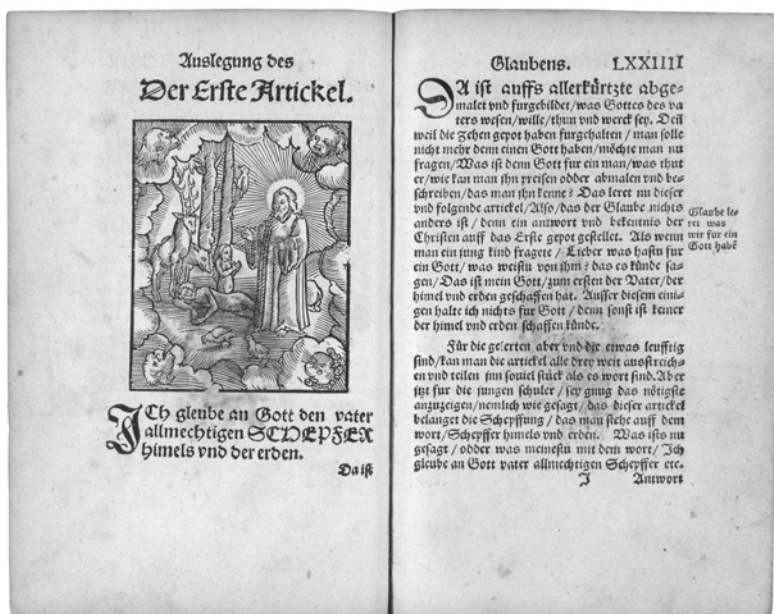 Auslegung des
Der Erste Artickel.
ICh gleube an Gott den vater
allmechtigen SCHEPFER
himels vnd der erden.
Da ist
Glaubens. LXXIIII
DA ist auffs allerkürtzte abge-
malet vnd furgebildet/was Gottes des va
ters wesen/wille/thun vnd werck sey. Deñ
weil die Zehen gepot haben furgehalten/man solle
nicht mehr denn einen Gott haben/möchte man nu
fragen/Was ist denn Gott fur ein man/was thut
er/wie kan man jhn preisen odder abmalen vnd be-
schreiben/das man jhn kenne? Das leret nu dieser
vnd folgende artickel/Also/das der Glaube nichts
anders ist/denn ein antwort vnd bekentnis der
Christen auff das Erste gepot gestellet. Als wenn
man ein jung kind fragete/Lieber was hastu fur
ein Gott/was weistu von jhm? das es künde sa-
gen/Das ist mein Gott/zum ersten der Vater/der
himel vnd erden geschaffen hat. Ausser diesem eini-
gen halte ich nichts fur Gott/denn sonst ist keiner
der himel vnd erden schaffen künde.
Glaube le-
ret was
wir fur ein
Gott habẽ
Für die gelerten aber vnd die etwas leufftig
sind/kan man die artickel alle drey weit ausstreich-
en vnd teilen jnn souiel stück als es wort sind. Aber
jtzt fur die jungen schuler/sey gnug das nötigste
anzuzeigen/nemlich wie gesagt/das dieser artickel
belanget die Schepffung/das man stehe auff dem
wort/Schepffer himels vnd erden. Was ists nu
gesagt/odder was meinestu mit dem wort/Ich
gleube an Gott vater allmechtigen Schepffer etc.
J Antwort